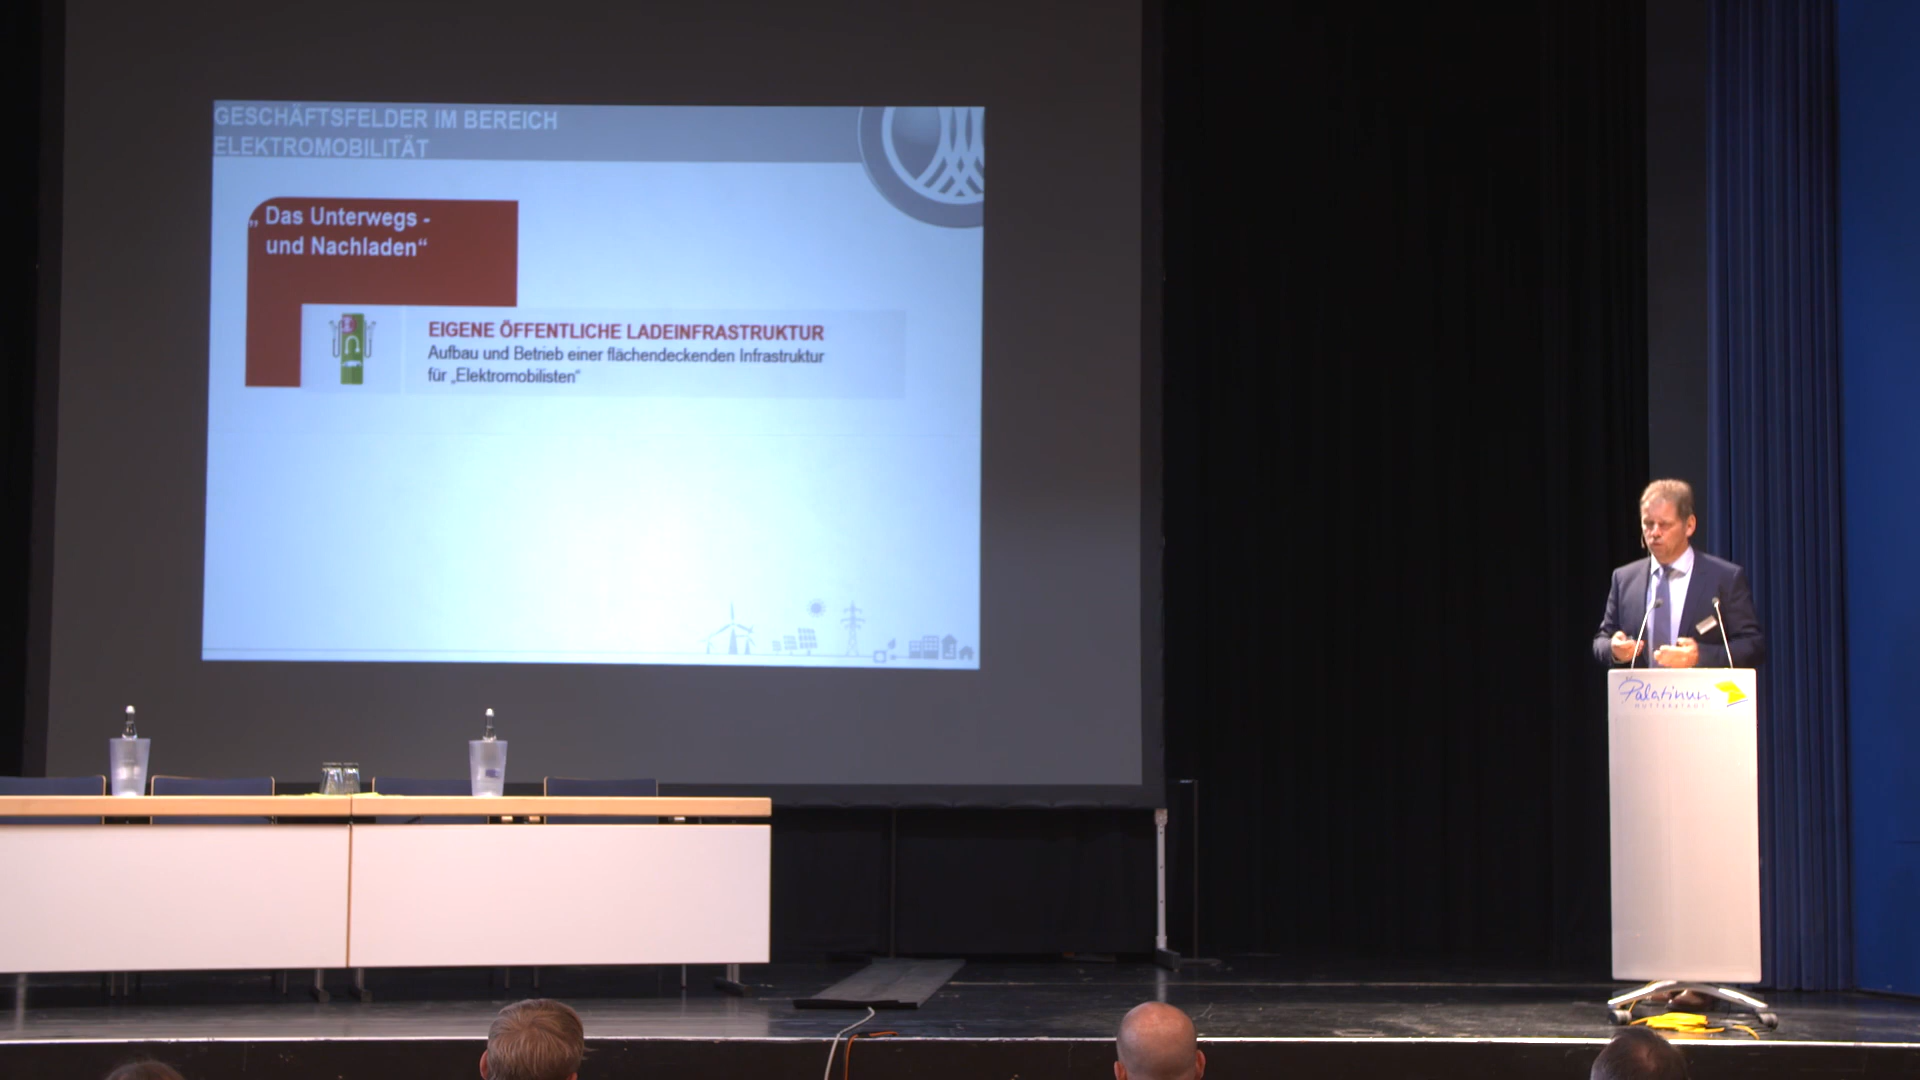 GESCHÄFTSFELDER IM BEREICH
ELEKTROMOBILITÄT
„ Das Unterwegs -
und Nachladen“
EIGENE ÖFFENTLICHE LADEINFRASTRUKTUR
Aufbau und Betrieb einer flächendeckenden Infrastruktur
für „Elektromobilisten“
Palatinum
MUTTERSTADT